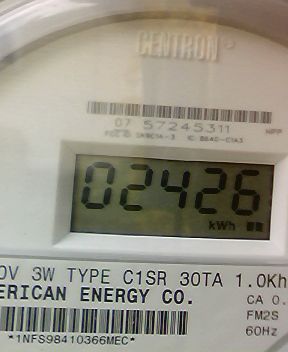 CENTRON
07 57245311
02426
kWh
0V 3W TYPE C1SR 30TA 1.0Kh
ERICAN ENERGY CO.
CA 0.
FM2S
60Hz
*1NFS98410366MEC*